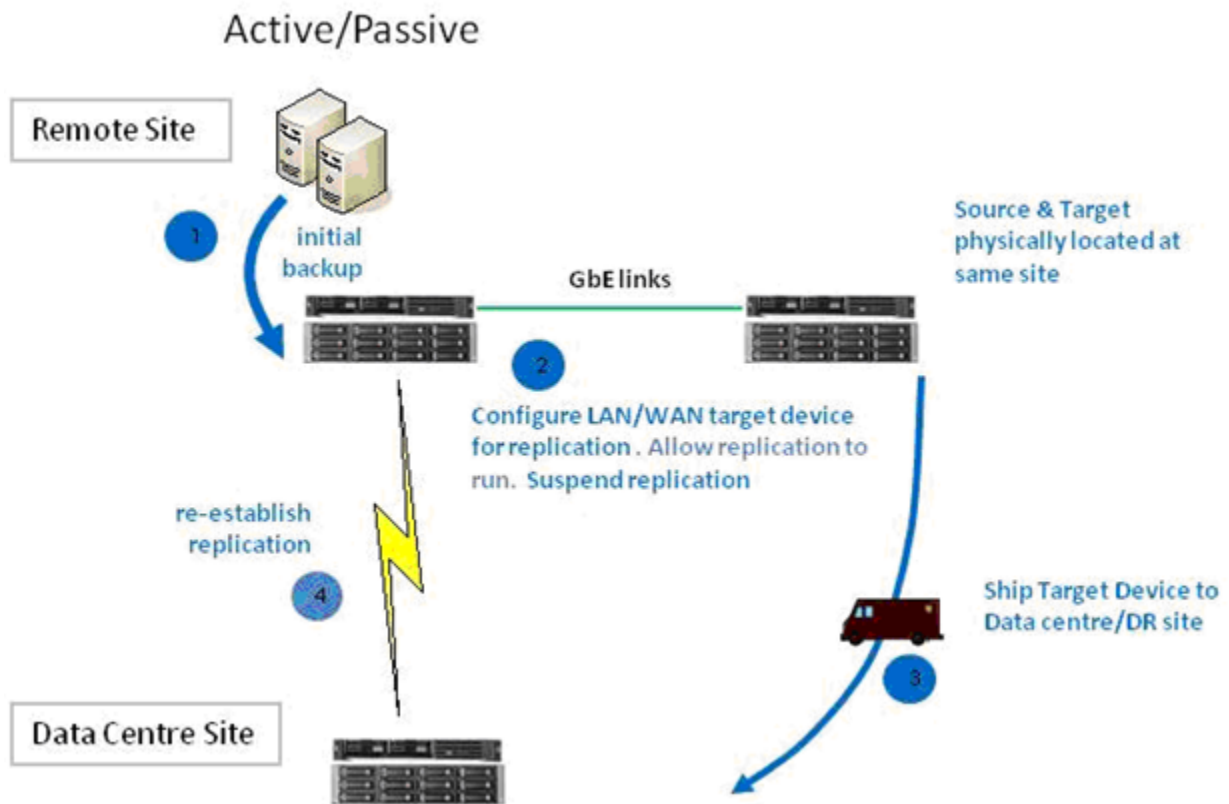 Active/Passive
Remote Site
1
initial
backup
GbE links
Source & Target
physically located at
same site
2
Configure LAN/WAN target device
for replication . Allow replication to
run. Suspend replication
re-establish
replication
4
Ship Target Device to
Data centre/DR site
3
Data Centre Site